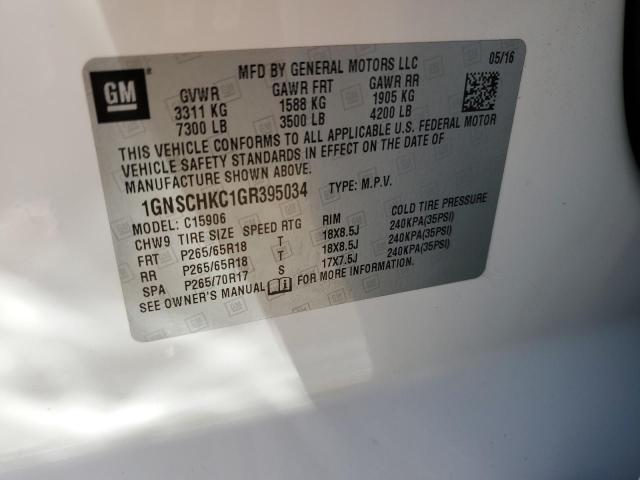 GM
MFD BY GENERAL MOTORS LLC 05/16
GVWR GAWR FRT GAWR RR
3311 KG 1588 KG 1905 KG
7300 LB 3500 LB 4200 LB
THIS VEHICLE CONFORMS TO ALL APPLICABLE U.S. FEDERAL MOTOR
VEHICLE SAFETY STANDARDS IN EFFECT ON THE DATE OF
MANUFACTURE SHOWN ABOVE.
1GNSCHKC1GR395034 TYPE: M.P.V.
MODEL: C15906
CHW9 TIRE SIZE SPEED RTG RIM COLD TIRE PRESSURE
FRT P265/65R18 T 18X8.5J 240KPA(35PSI)
RR P265/65R18 T 18X8.5J 240KPA(35PSI)
SPA P265/70R17 S 17X7.5J 240KPA(35PSI)
SEE OWNER'S MANUAL FOR MORE INFORMATION.